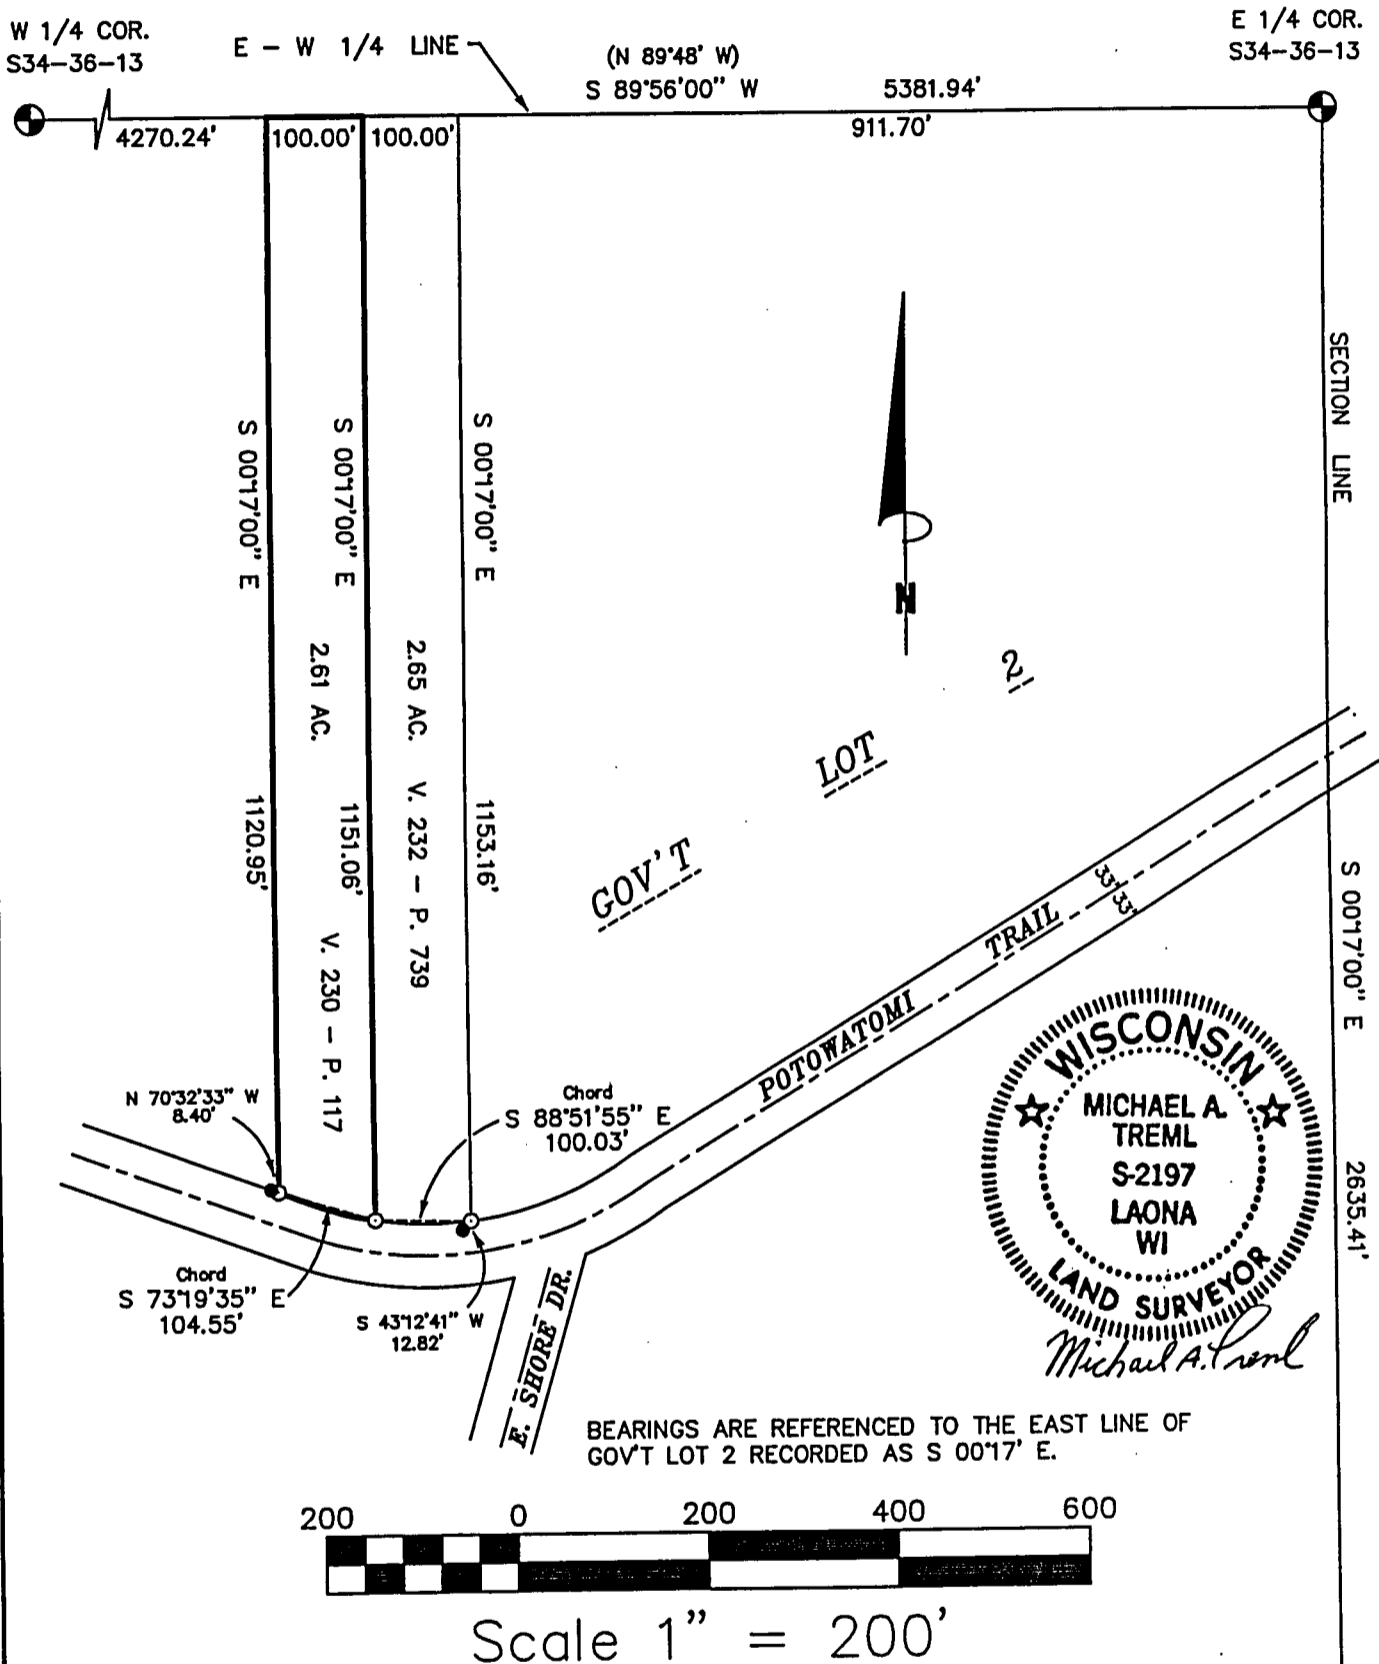 W 1/4 COR.
S34-36-13
E - W 1/4 LINE
(N 89°48' W)
S 89°56'00" W 5381.94'
E 1/4 COR.
S34-36-13
4270.24'
100.00'
100.00'
911.70'
SECTION LINE
S 00°17'00" E
S 00°17'00" E
S 00°17'00" E
2.61 AC.
2.65 AC. V. 232 - P. 739
1120.95'
1151.06'
1153.16'
V. 230 - P. 117
N
GOV'T LOT 2
33' 33'
POTOWATOMI TRAIL
S 00°17'00" E
2635.41'
N 70°32'33" W
8.40'
Chord
S 88°51'55" E
100.03'
Chord
S 73°19'35" E
104.55'
S 43°12'41" W
12.82'
E. SHORE DR.
WISCONSIN
MICHAEL A.
TREML
S-2197
LAONA
WI
LAND SURVEYOR
Michael A. Treml
BEARINGS ARE REFERENCED TO THE EAST LINE OF
GOV'T LOT 2 RECORDED AS S 00°17' E.
200 0 200 400 600
Scale 1" = 200'